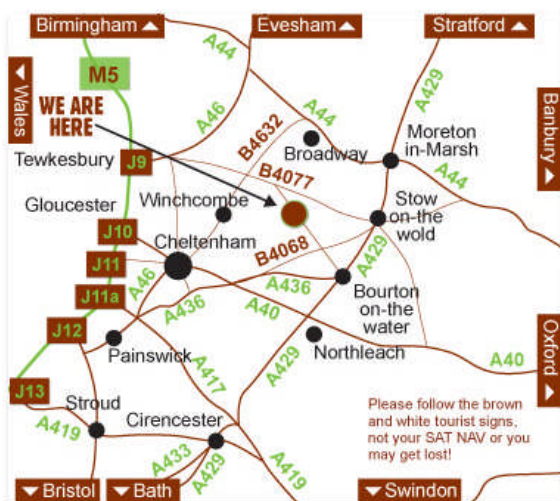 Birmingham
Evesham
Stratford
A44
M5
A429
Wales
WE ARE
HERE
A46
B4632
A44
Banbury
Broadway
Moreton
in-Marsh
Tewkesbury
J9
B4077
A44
Winchcombe
Stow
on-the
wold
Gloucester
J10
Cheltenham
B4068
J11
A46
A436
A429
J11a
A436
A40
Bourton
on-the
water
J12
Painswick
Northleach
Oxford
A40
A429
A417
J13
Stroud
Please follow the brown
and white tourist signs,
not your SAT NAV or you
may get lost!
A419
Cirencester
A433
A429
A419
Bristol
Bath
Swindon